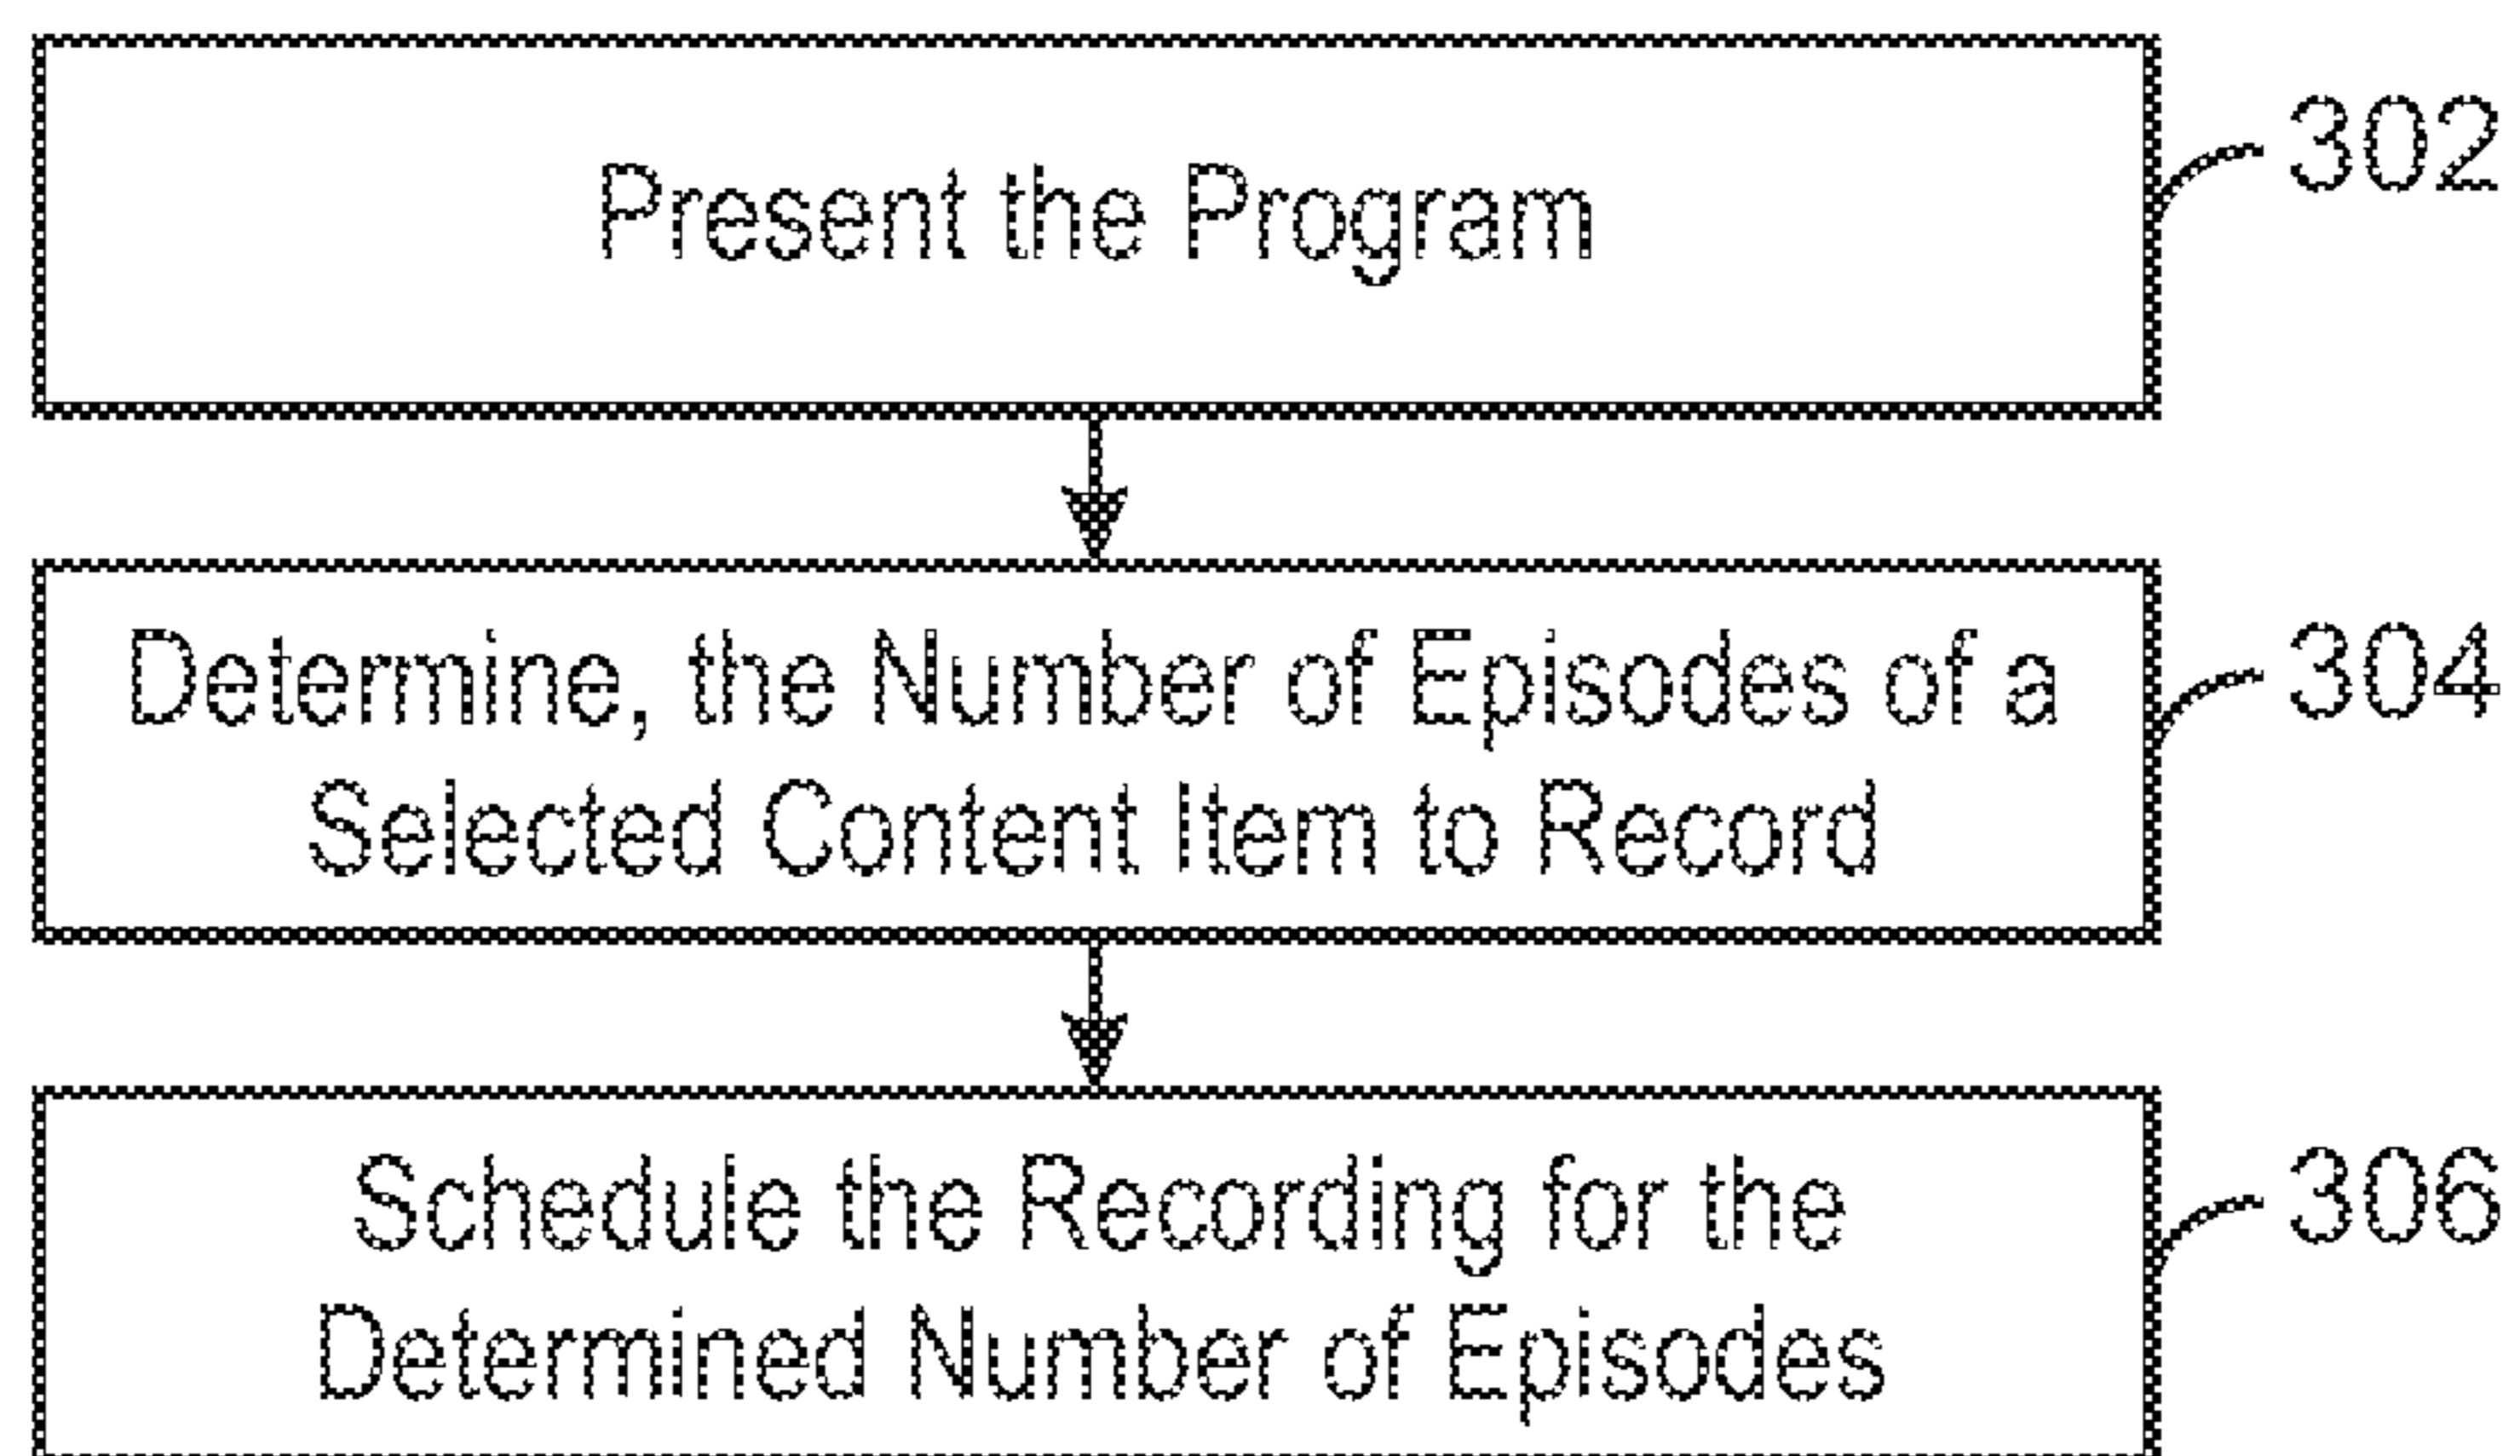 Present the Program
302
Determine, the Number of Episodes of a
Selected Content Item to Record
304
Schedule the Recording for the
Determined Number of Episodes
306